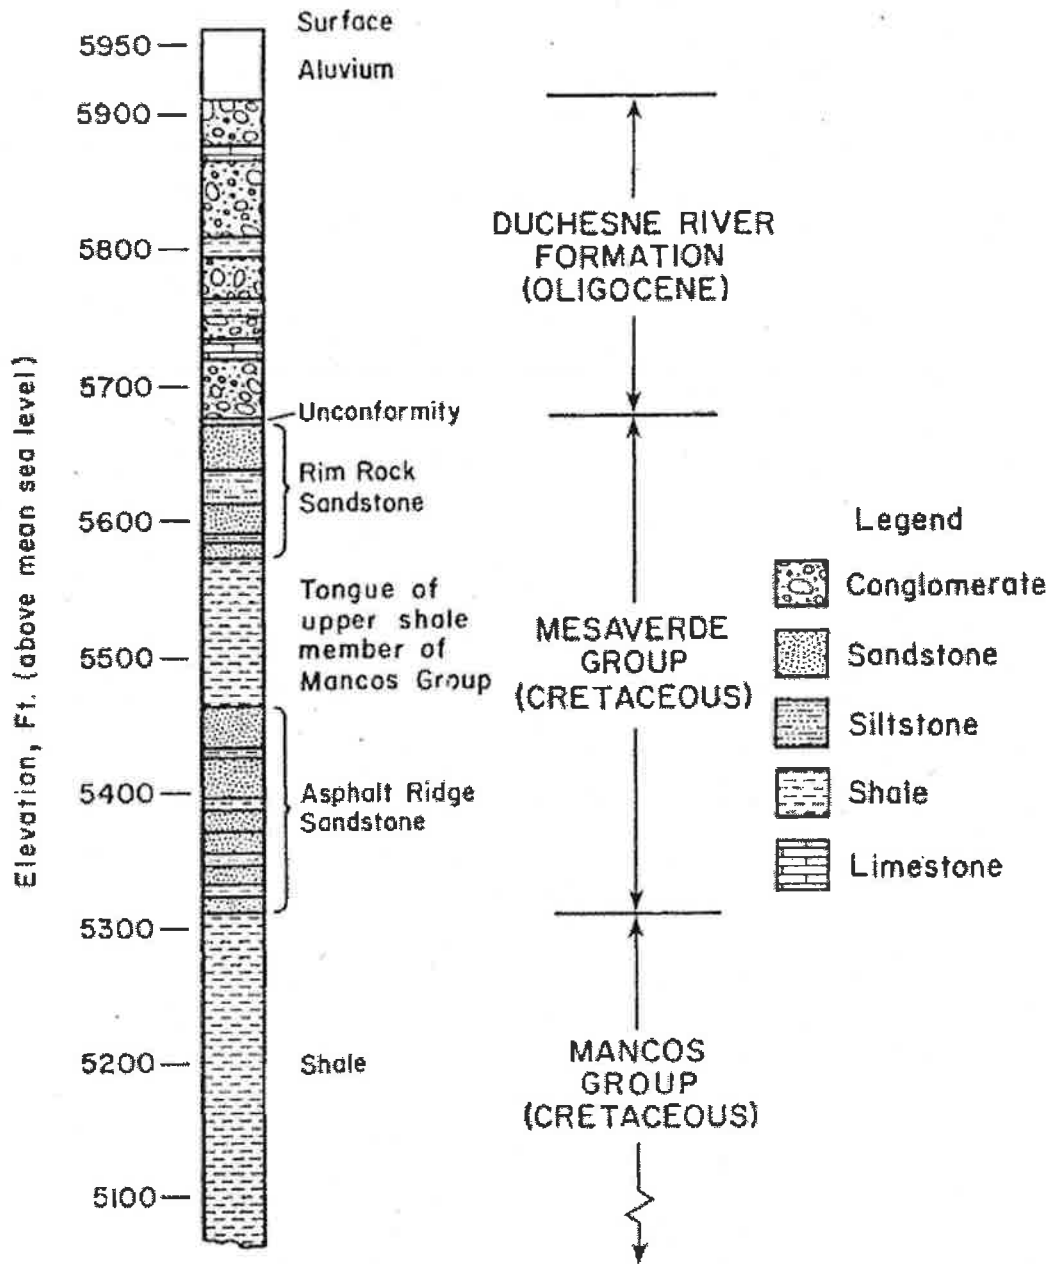 Elevation, Ft. (above mean sea level)
5950
5900
5800
5700
5600
5500
5400
5300
5200
5100
Surface
Aluvium
Unconformity
Rim Rock
Sandstone
Tongue of
upper shale
member of
Mancos Group
Asphalt Ridge
Sandstone
Shale
DUCHESNE RIVER
FORMATION
(OLIGOCENE)
MESAVERDE
GROUP
(CRETACEOUS)
MANCOS
GROUP
(CRETACEOUS)
Legend
Conglomerate
Sandstone
Siltstone
Shale
Limestone